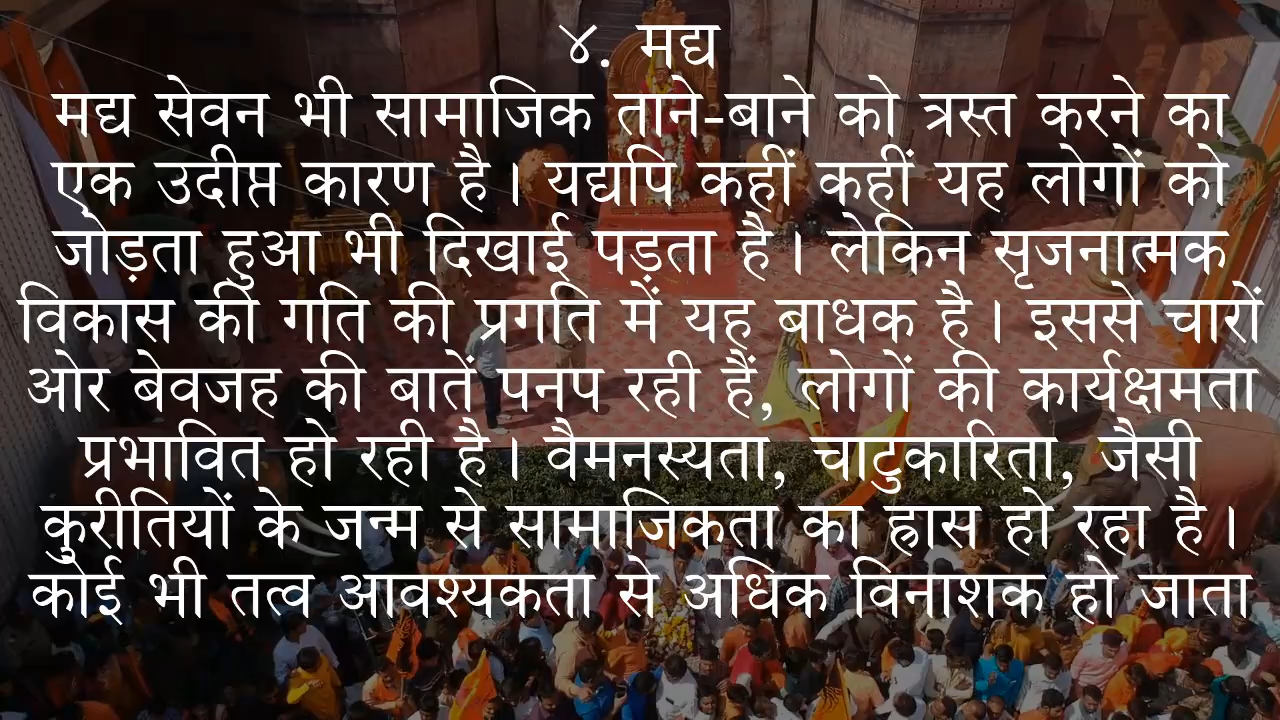 ४. मद्य
मद्य सेवन भी सामाजिक ताने-बाने को त्रस्त करने का
एक उदीप्त कारण है। यद्यपि कहीं कहीं यह लोगों को
जोड़ता हुआ भी दिखाई पड़ता है। लेकिन सृजनात्मक
विकास की गति की प्रगति में यह बाधक है। इससे चारों
ओर बेवजह की बातें पनप रही हैं, लोगों की कार्यक्षमता
प्रभावित हो रही है। वैमनस्यता, चाटुकारिता, जैसी
कुरीतियों के जन्म से सामाजिकता का ह्रास हो रहा है।
कोई भी तत्व आवश्यकता से अधिक विनाशक हो जाता